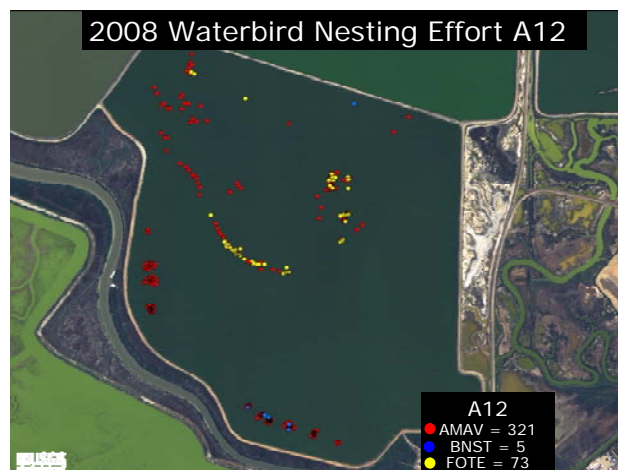 2008 Waterbird Nesting Effort A12
A12
AMAV = 321
BNST = 5
FOTE = 73